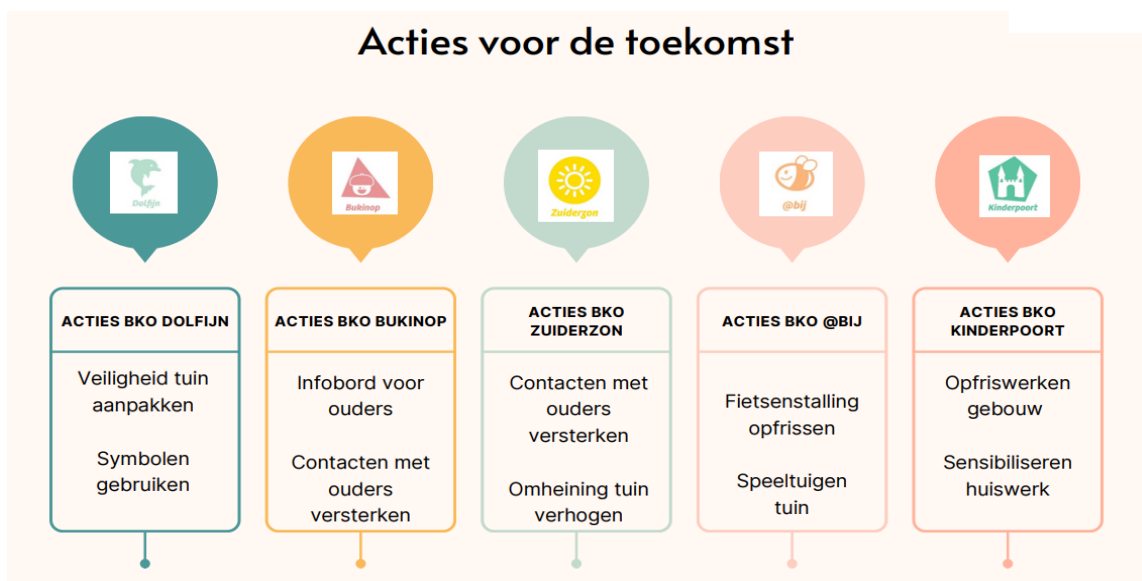 Acties voor de toekomst
Dolfijn
Bukinop
Zuiderzon
@bij
Kinderpoort
ACTIES BKO DOLFIJN
Veiligheid tuin
aanpakken
Symbolen
gebruiken
ACTIES BKO BUKINOP
Infobord voor
ouders
Contacten met
ouders
versterken
ACTIES BKO
ZUIDERZON
Contacten met
ouders
versterken
Omheining tuin
verhogen
ACTIES BKO @BIJ
Fietsenstalling
opfrissen
Speeltuigen
tuin
ACTIES BKO
KINDERPOORT
Opfriswerken
gebouw
Sensibiliseren
huiswerk